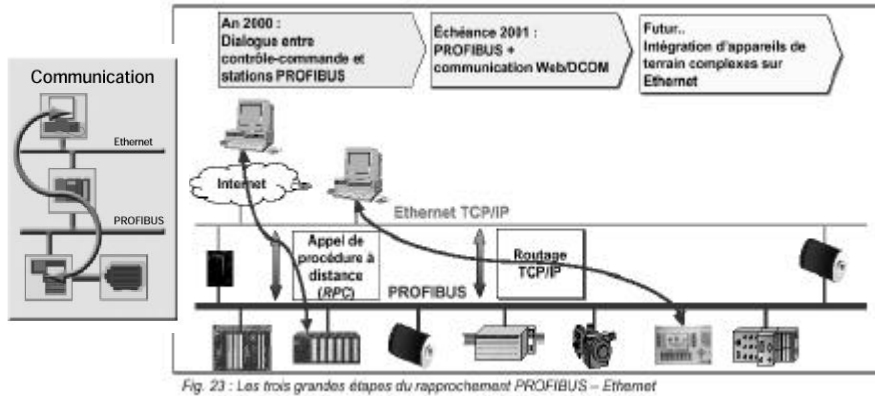 An 2000 :
Dialogue entre
contrôle-commande et
stations PROFIBUS
Échéance 2001 :
PROFIBUS +
communication Web/DCOM
Futur..
Intégration d'appareils de
terrain complexes sur
Ethernet
Communication
Ethernet
PROFIBUS
Internet
Ethernet TCP/IP
Appel de
procédure à
distance
(RPC)
Routage
TCP/IP
PROFIBUS
Fig. 23 : Les trois grandes étapes du rapprochement PROFIBUS – Ethernet